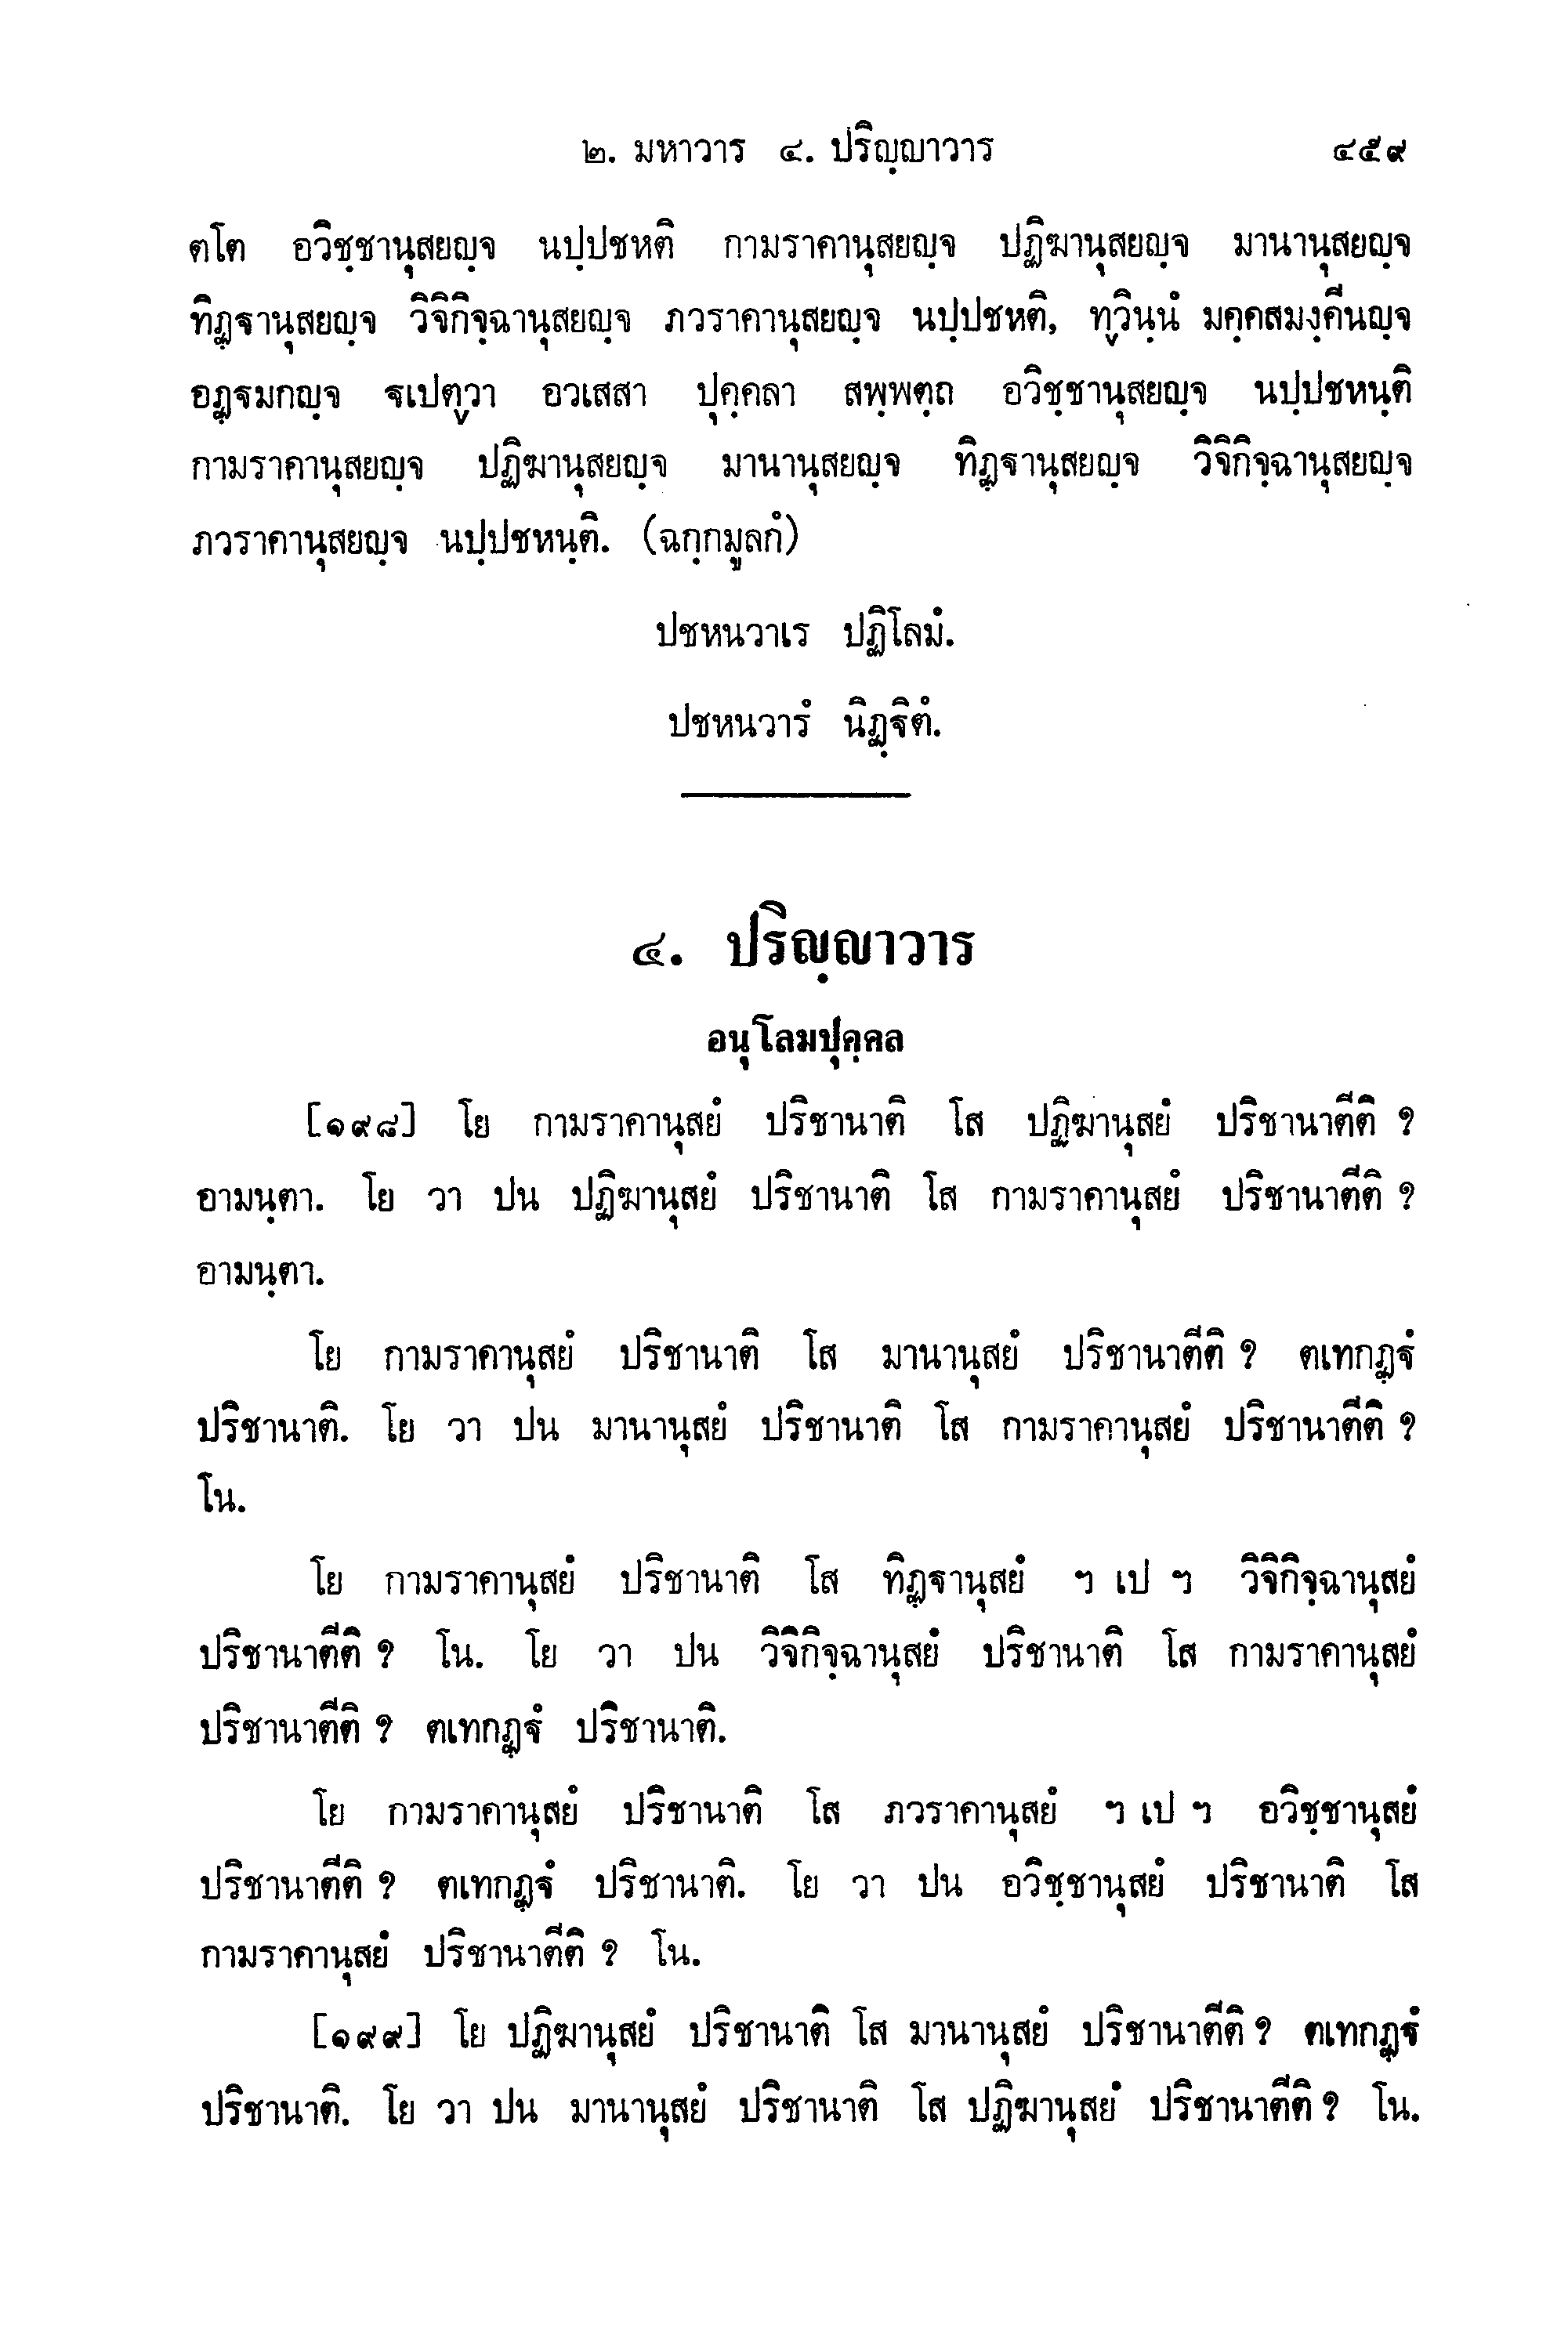 ๒. มหาวาร ๔. ปริญฺญาวาร ๔๕๙
ตโต อวิชฺชานุสยญฺจ นปฺปชหติ กามราคานุสยญฺจ ปฏิฆานุสยญฺจ มานานุสยญฺจ
ทิฏฺฐานุสยญฺจ วิจิกิจฺฉานุสยญฺจ ภวราคานุสยญฺจ นปฺปชหติ, ทฺวินฺนํ มคฺคสมงฺคีนญฺจ
อฏฺฐมกญฺจ ฐเปตฺวา อวเสสา ปุคฺคลา สพฺพตฺถ อวิชฺชานุสยญฺจ นปฺปชหนฺติ
กามราคานุสยญฺจ ปฏิฆานุสยญฺจ มานานุสยญฺจ ทิฏฺฐานุสยญฺจ วิจิกิจฺฉานุสยญฺจ
ภวราคานุสยญฺจ นปฺปชหนฺติ. (ฉกฺกมูลกํ)
ปชหนวาเร ปฏิโลมํ.
ปชหนวารํ นิฏฺฐิตํ.
๔. ปริญฺญาวาร
อนุโลมปุคฺคล
[๑๙๘] โย กามราคานุสยํ ปริชานาติ โส ปฏิฆานุสยํ ปริชานาตีติ ?
อามนฺตา. โย วา ปน ปฏิฆานุสยํ ปริชานาติ โส กามราคานุสยํ ปริชานาตีติ ?
อามนฺตา.
โย กามราคานุสยํ ปริชานาติ โส มานานุสยํ ปริชานาตีติ ? ตเทกฏฺฐํ
ปริชานาติ. โย วา ปน มานานุสยํ ปริชานาติ โส กามราคานุสยํ ปริชานาตีติ ?
โน.
โย กามราคานุสยํ ปริชานาติ โส ทิฏฺฐานุสยํ ฯ เป ฯ วิจิกิจฺฉานุสยํ
ปริชานาตีติ ? โน. โย วา ปน วิจิกิจฺฉานุสยํ ปริชานาติ โส กามราคานุสยํ
ปริชานาตีติ ? ตเทกฏฺฐํ ปริชานาติ.
โย กามราคานุสยํ ปริชานาติ โส ภวราคานุสยํ ฯ เป ฯ อวิชฺชานุสยํ
ปริชานาตีติ ? ตเทกฏฺฐํ ปริชานาติ. โย วา ปน อวิชฺชานุสยํ ปริชานาติ โส
กามราคานุสยํ ปริชานาตีติ ? โน.
[๑๙๙] โย ปฏิฆานุสยํ ปริชานาติ โส มานานุสยํ ปริชานาตีติ ? ตเทกฏฺฐํ
ปริชานาติ. โย วา ปน มานานุสยํ ปริชานาติ โส ปฏิฆานุสยํ ปริชานาตีติ ? โน.